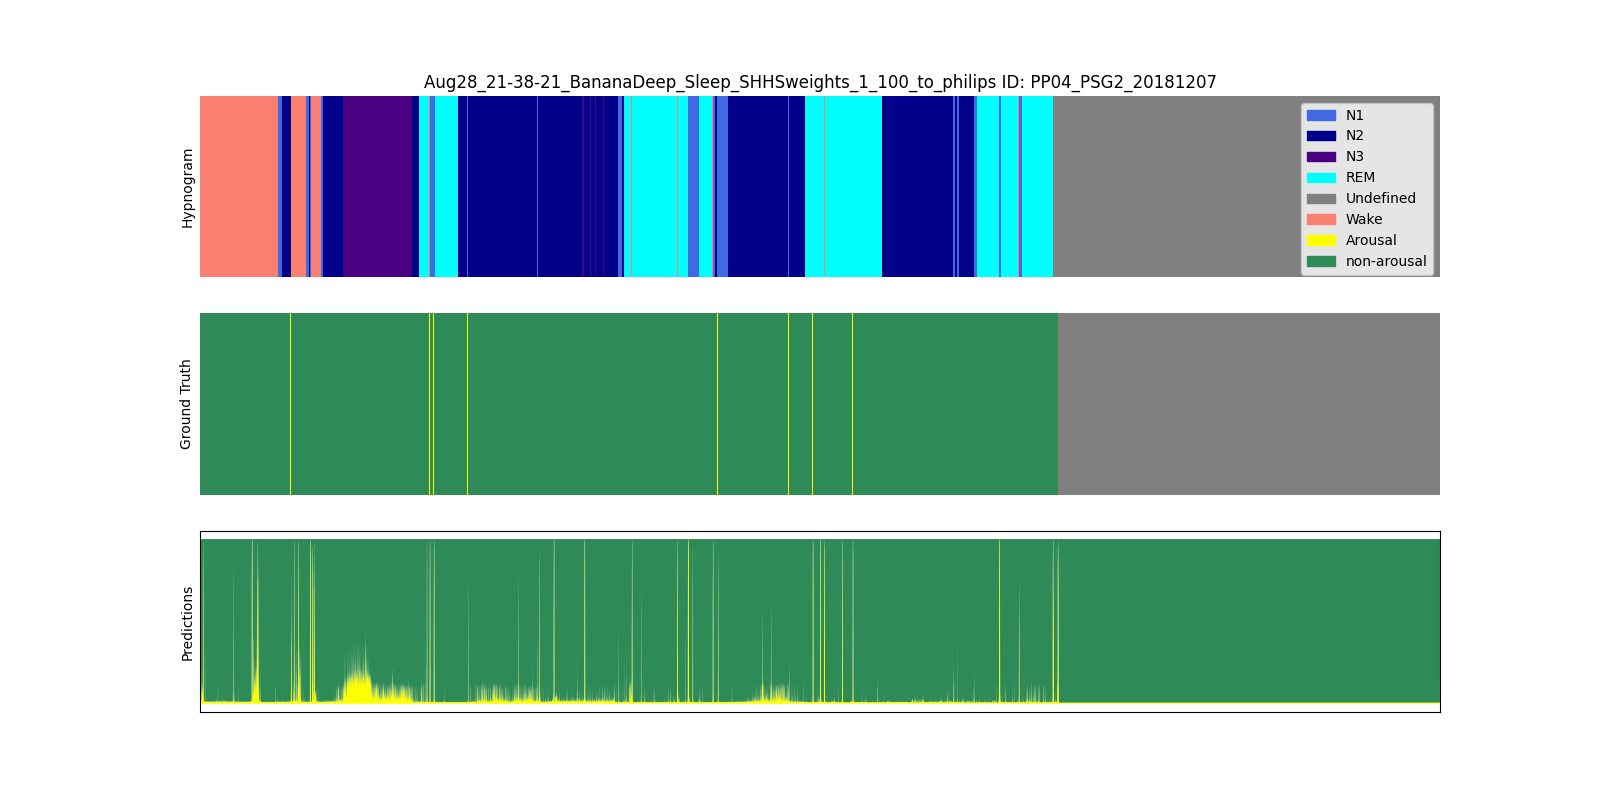 Aug28_21-38-21_BananaDeep_Sleep_SHHSweights_1_100_to_philips ID: PP04_PSG2_20181207
Hypnogram
N1
N2
N3
REM
Undefined
Wake
Arousal
non-arousal
Ground Truth
Predictions